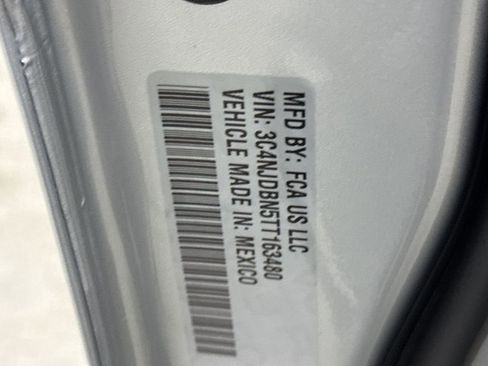 MFD BY: FCA US LLC
VIN: 3C4NJDBN5TT163480
VEHICLE MADE IN: MEXICO